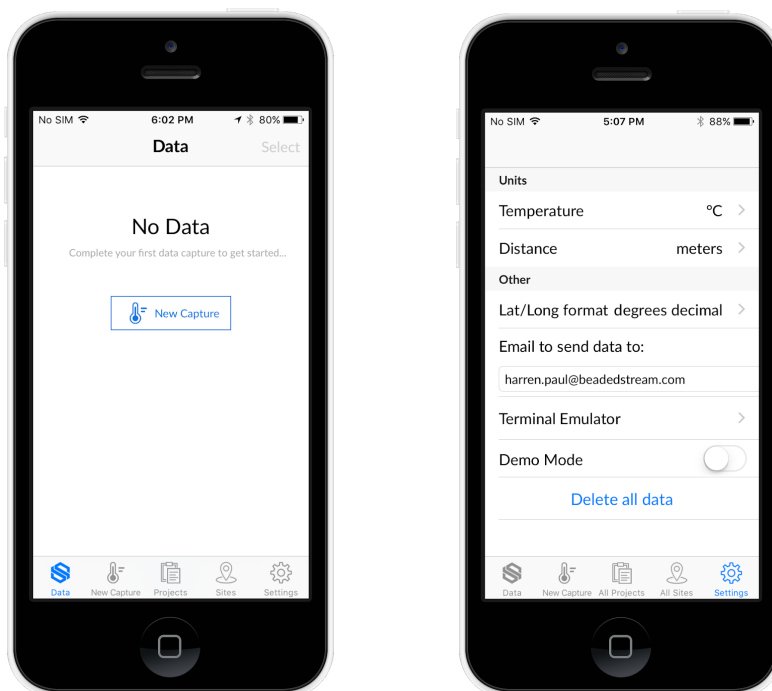 No SIM 6:02 PM 80%
Data Select
No Data
Complete your first data capture to get started...
New Capture
Data New Capture Projects Sites Settings
No SIM 5:07 PM 88%
Units
Temperature °C
Distance meters
Other
Lat/Long format degrees decimal
Email to send data to:
harren.paul@beadedstream.com
Terminal Emulator
Demo Mode
Delete all data
Data New Capture All Projects All Sites Settings